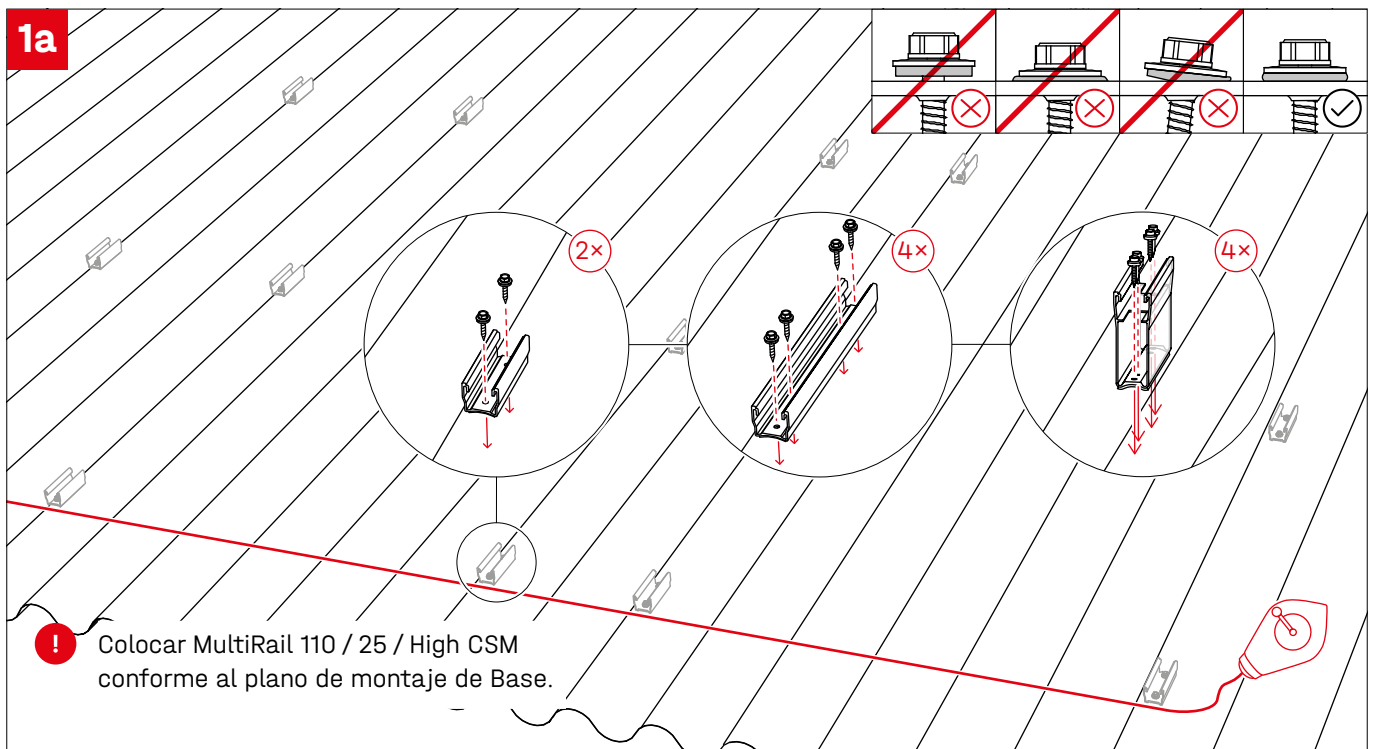 1a
2×
4×
4×
!
Colocar MultiRail 110 / 25 / High CSM
conforme al plano de montaje de Base.